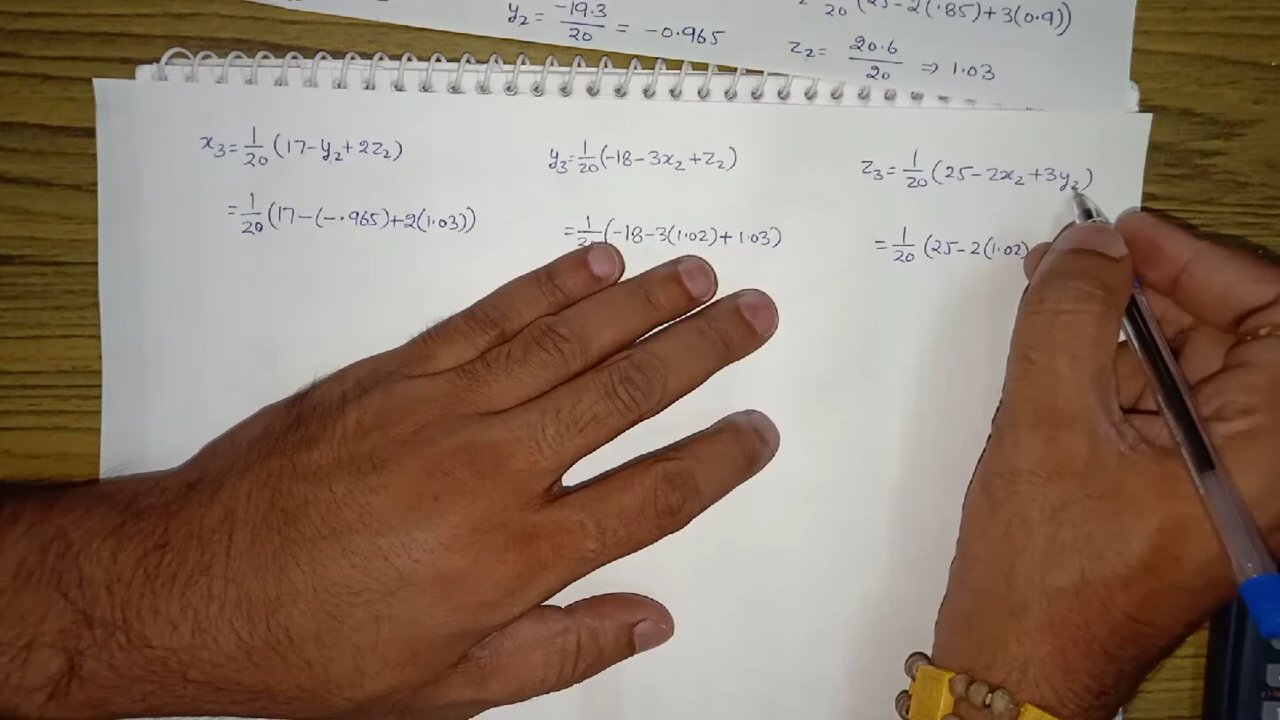 y₂ = -19.3/20 = -0.965
20 (25-2(.85)+3(0.9))
z₂ = 20.6/20 ⇒ 1.03
x₃ = 1/20 (17-y₂+2z₂)
y₃ = 1/20 (-18-3x₂+z₂)
z₃ = 1/20 (25-2x₂+3y₂)
= 1/20 (17-(-.965)+2(1.03))
= 1/20 (-18-3(1.02)+1.03)
= 1/20 (25-2(1.02)